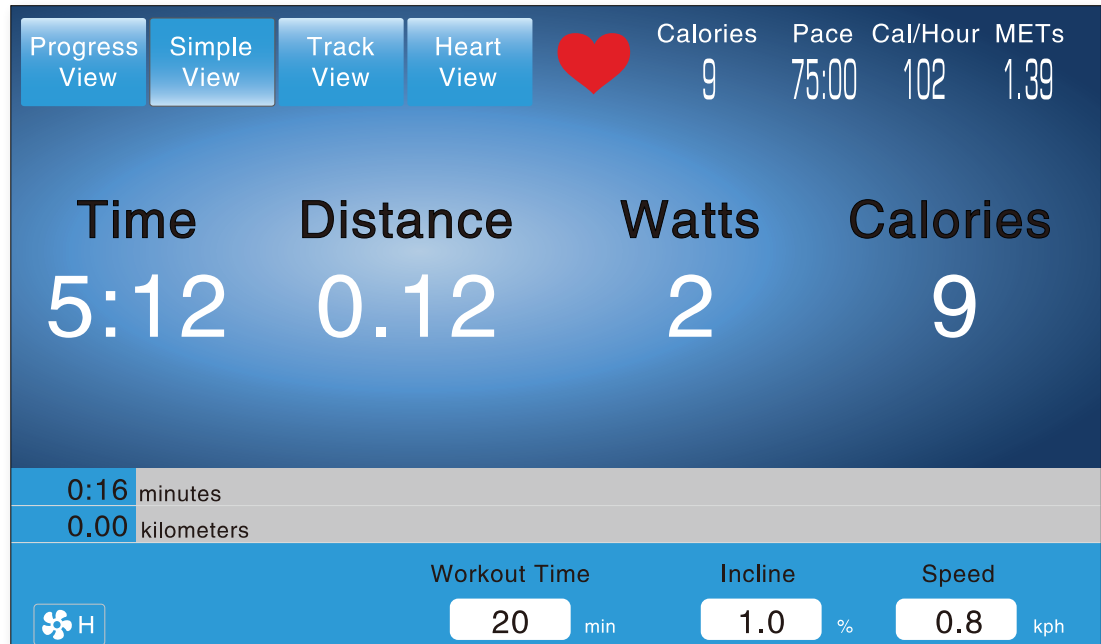 Progress View
Simple View
Track View
Heart View
Calories Pace Cal/Hour METs
9 75:00 102 1.39
Time Distance Watts Calories
5:12 0.12 2 9
0:16 minutes
0.00 kilometers
Workout Time Incline Speed
H 20 min 1.0 % 0.8 kph